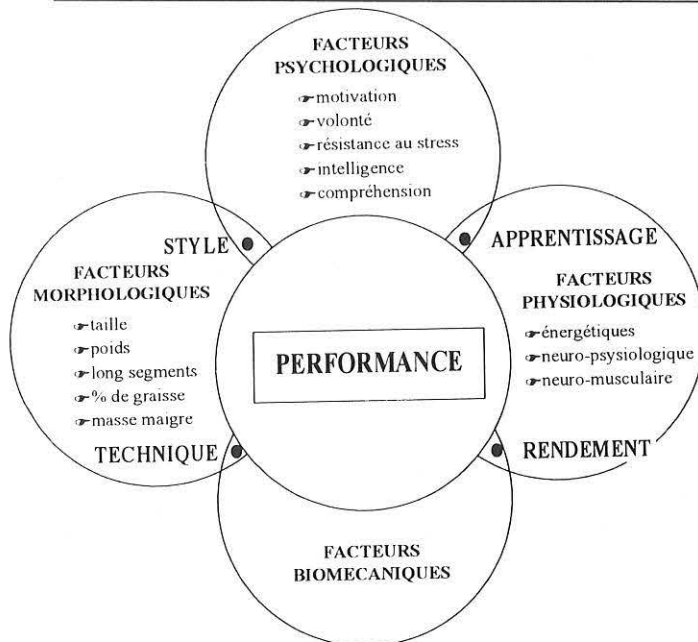 FACTEURS
PSYCHOLOGIQUES
☞motivation
☞volonté
☞résistance au stress
☞intelligence
☞compréhension
STYLE
APPRENTISSAGE
FACTEURS
MORPHOLOGIQUES
☞taille
☞poids
☞long segments
☞% de graisse
☞masse maigre
FACTEURS
PHYSIOLOGIQUES
☞énergétiques
☞neuro-psysiologique
☞neuro-musculaire
PERFORMANCE
TECHNIQUE
RENDEMENT
FACTEURS
BIOMECANIQUES